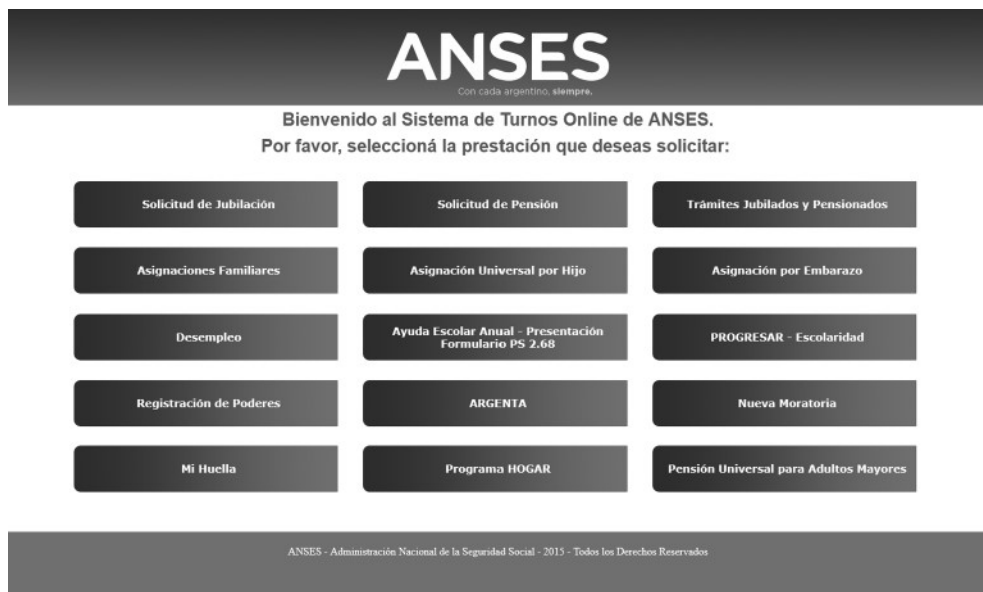 ANSES
Con cada argentino, siempre.
Bienvenido al Sistema de Turnos Online de ANSES.
Por favor, seleccioná la prestación que deseas solicitar:
Solicitud de Jubilación
Solicitud de Pensión
Trámites Jubilados y Pensionados
Asignaciones Familiares
Asignación Universal por Hijo
Asignación por Embarazo
Desempleo
Ayuda Escolar Anual - Presentación
Formulario PS 2.68
PROGRESAR - Escolaridad
Registración de Poderes
ARGENTA
Nueva Moratoria
Mi Huella
Programa HOGAR
Pensión Universal para Adultos Mayores
ANSES - Administración Nacional de la Seguridad Social - 2015 - Todos los Derechos Reservados